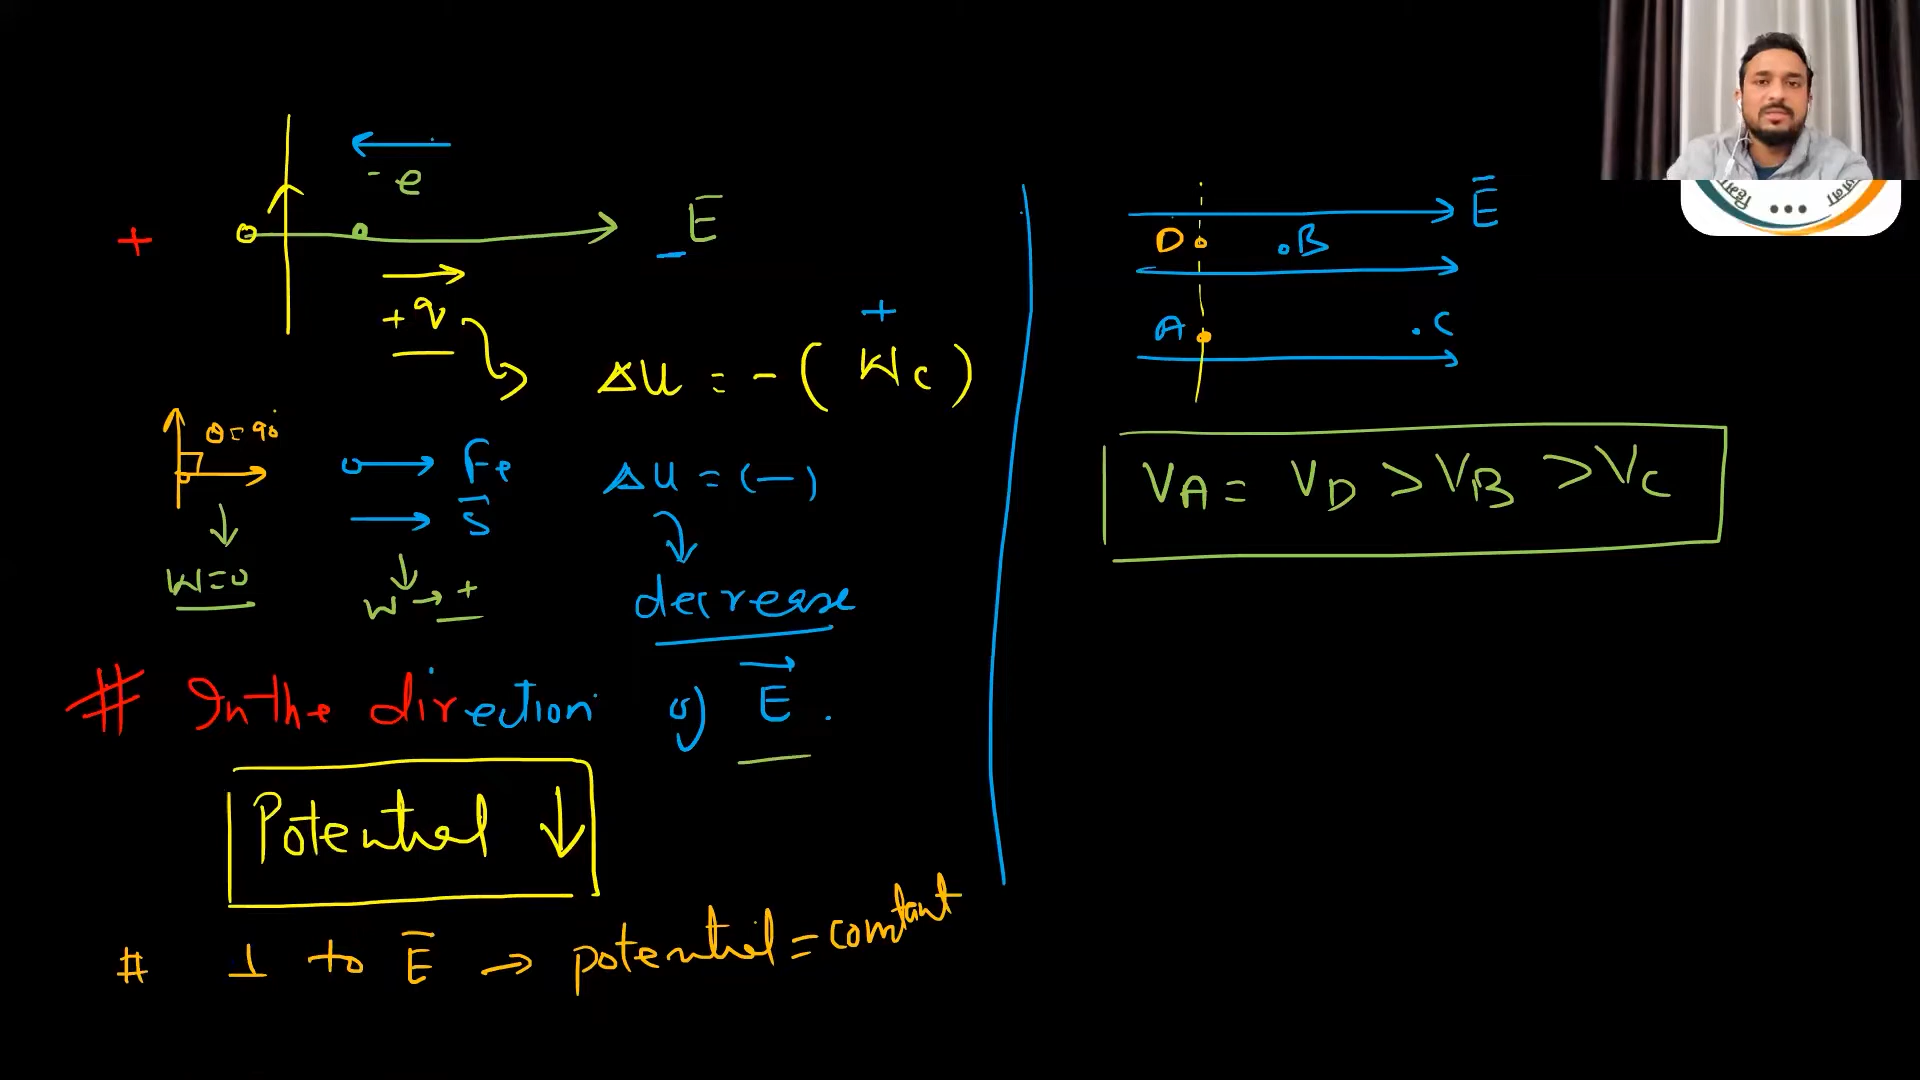 -e
+
_
E̅
+q
+
ΔU = -( Wc )
θ=90°
Fe
S̅
ΔU = (-)
W=0
W→+
decrease
# In the direction of E⃗ .
Potential ↓
# ⊥ to E̅ → potential = constant
E̅
D
.B
A
.C
VA = VD > VB > VC